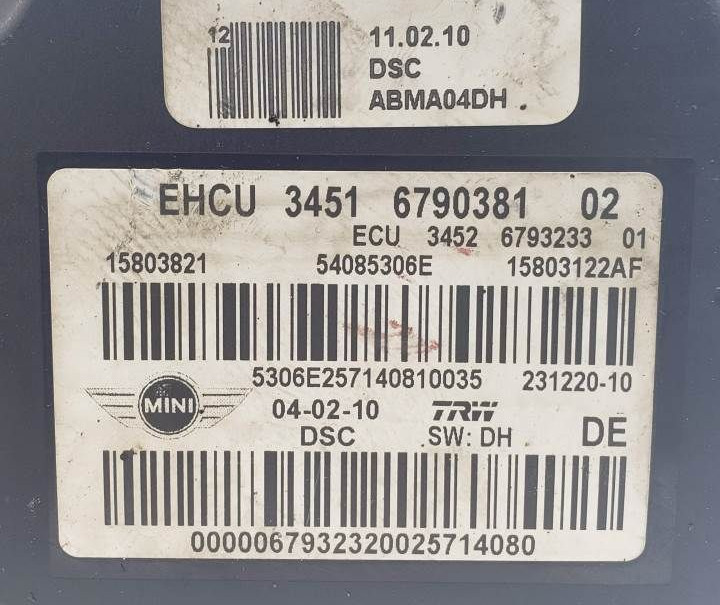 12
11.02.10
DSC
ABMA04DH
EHCU 3451 6790381 02
ECU 3452 6793233 01
15803821 54085306E 15803122AF
5306E257140810035 231220-10
MINI 04-02-10 TRW
DSC SW: DH DE
0000067932320025714080